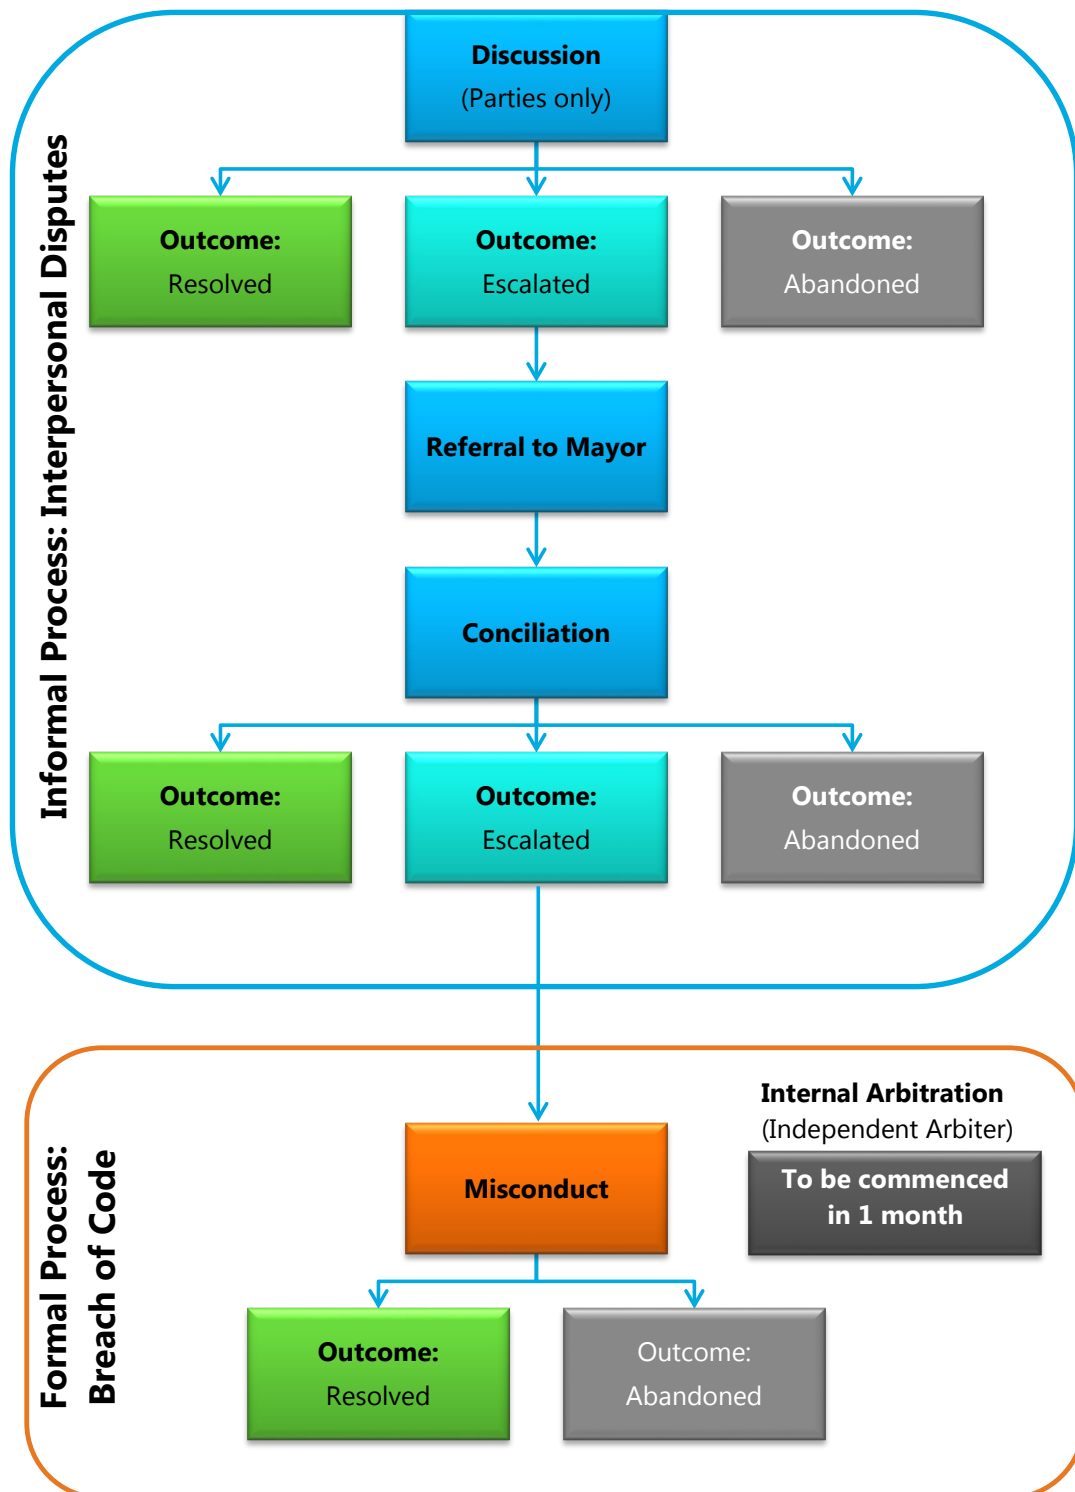 Informal Process: Interpersonal Disputes
Discussion
(Parties only)
Outcome:
Resolved
Outcome:
Escalated
Outcome:
Abandoned
Referral to Mayor
Conciliation
Outcome:
Resolved
Outcome:
Escalated
Outcome:
Abandoned
Formal Process:
Breach of Code
Internal Arbitration
(Independent Arbiter)
To be commenced
in 1 month
Misconduct
Outcome:
Resolved
Outcome:
Abandoned